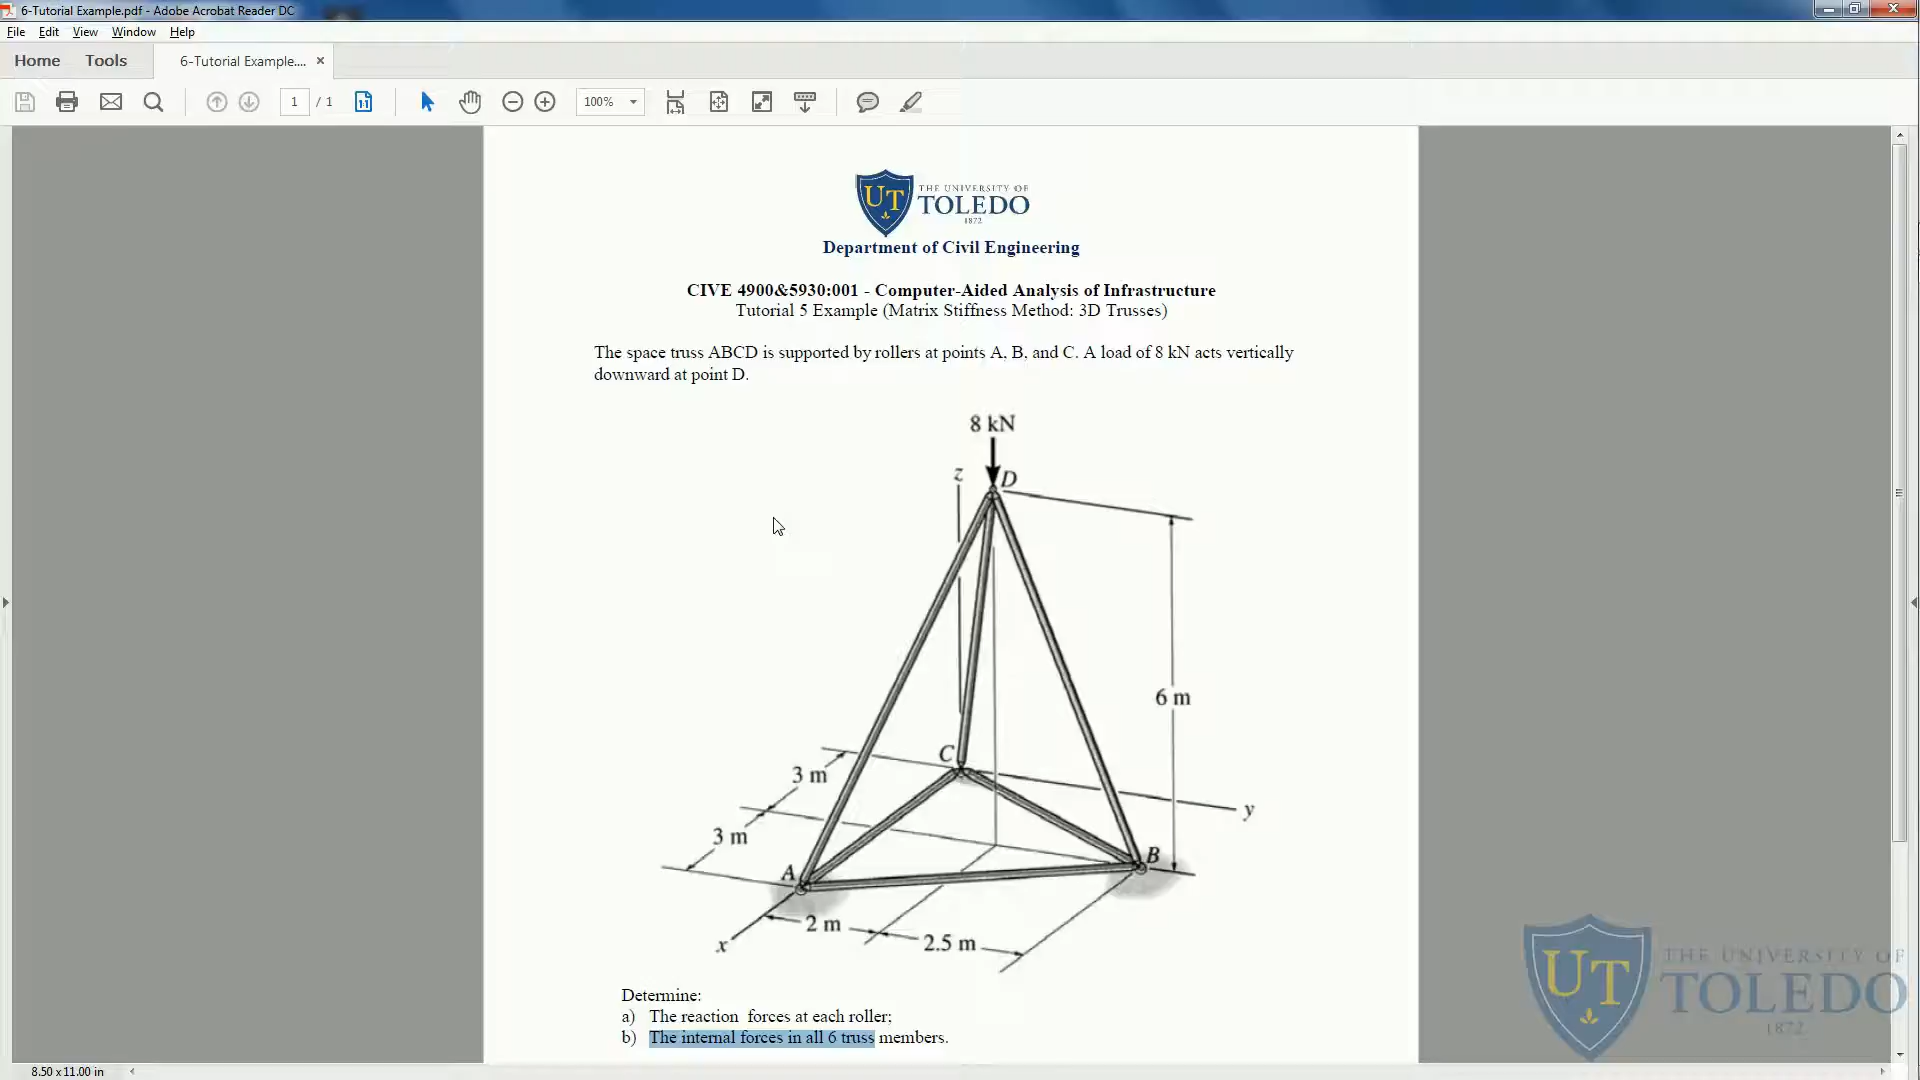 6-Tutorial Example.pdf - Adobe Acrobat Reader DC
File Edit View Window Help
Home Tools 6-Tutorial Example....
1 / 1 100%
UT THE UNIVERSITY OF
TOLEDO
1872
Department of Civil Engineering
CIVE 4900&5930:001 - Computer-Aided Analysis of Infrastructure
Tutorial 5 Example (Matrix Stiffness Method: 3D Trusses)
The space truss ABCD is supported by rollers at points A, B, and C. A load of 8 kN acts vertically
downward at point D.
8 kN
z D
6 m
C
3 m
y
3 m
B
A
2 m
x 2.5 m
Determine:
a) The reaction forces at each roller;
b) The internal forces in all 6 truss members.
UT THE UNIVERSITY OF
TOLEDO
1872
8.50 x 11.00 in